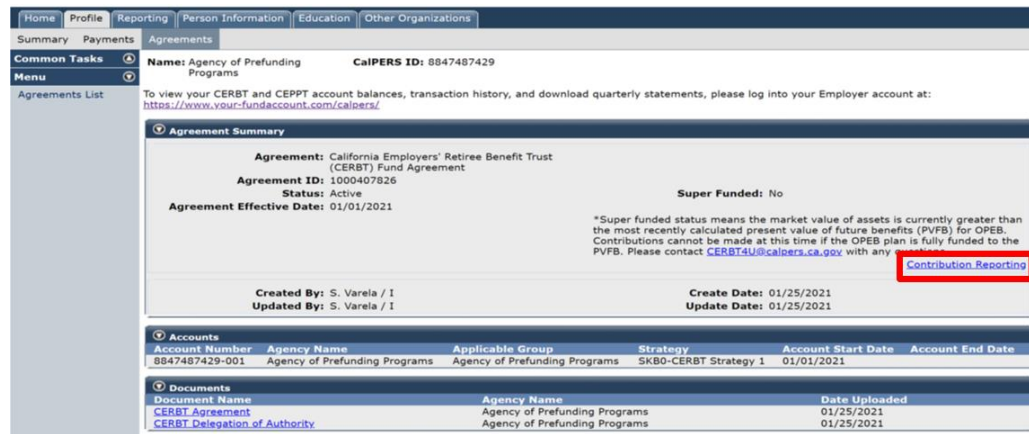 Home Profile Reporting Person Information Education Other Organizations
Summary Payments Agreements
Common Tasks
Menu
Agreements List
Name: Agency of Prefunding Programs CalPERS ID: 8847487429
To view your CERBT and CEPPT account balances, transaction history, and download quarterly statements, please log into your Employer account at:
https://www.your-fundaccount.com/calpers/
Agreement Summary
Agreement: California Employers' Retiree Benefit Trust
(CERBT) Fund Agreement
Agreement ID: 1000407826
Status: Active Super Funded: No
Agreement Effective Date: 01/01/2021
*Super funded status means the market value of assets is currently greater than
the most recently calculated present value of future benefits (PVFB) for OPEB.
Contributions cannot be made at this time if the OPEB plan is fully funded to the
PVFB. Please contact CERBT4U@calpers.ca.gov with any questions
Contribution Reporting
Created By: S. Varela / I Create Date: 01/25/2021
Updated By: S. Varela / I Update Date: 01/25/2021
Accounts
Account Number Agency Name Applicable Group Strategy Account Start Date Account End Date
8847487429-001 Agency of Prefunding Programs Agency of Prefunding Programs SKB0-CERBT Strategy 1 01/01/2021
Documents
Document Name Agency Name Date Uploaded
CERBT Agreement Agency of Prefunding Programs 01/25/2021
CERBT Delegation of Authority Agency of Prefunding Programs 01/25/2021